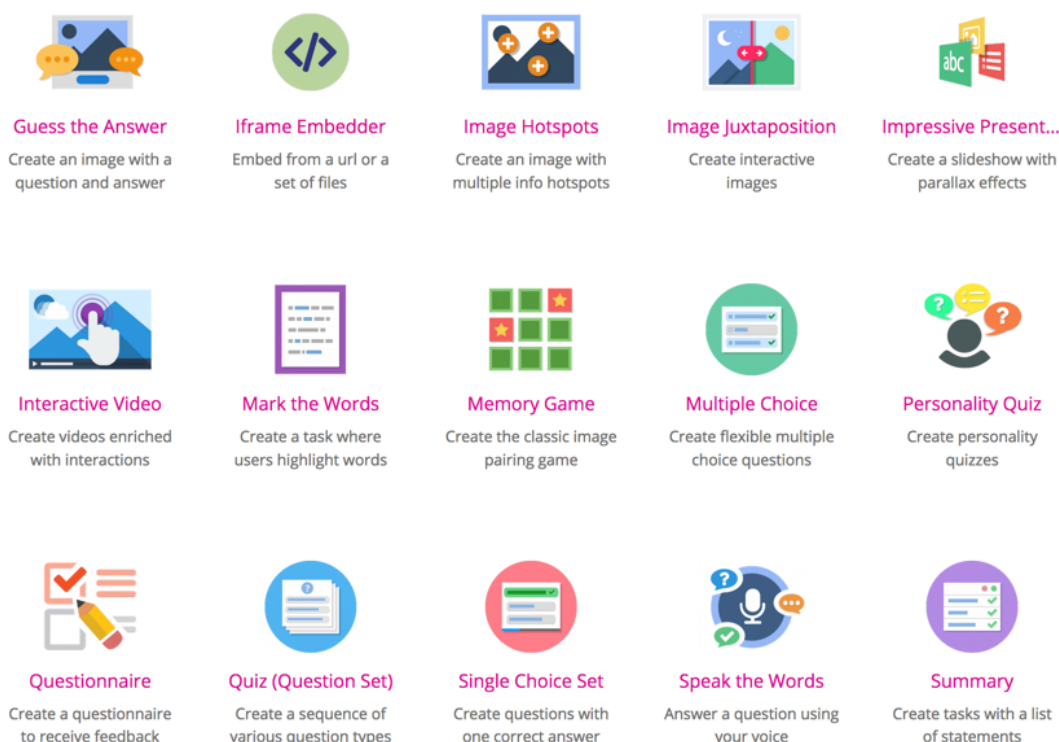 abc
Guess the Answer
Create an image with a
question and answer
Iframe Embedder
Embed from a url or a
set of files
Image Hotspots
Create an image with
multiple info hotspots
Image Juxtaposition
Create interactive
images
Impressive Present...
Create a slideshow with
parallax effects
Interactive Video
Create videos enriched
with interactions
Mark the Words
Create a task where
users highlight words
Memory Game
Create the classic image
pairing game
Multiple Choice
Create flexible multiple
choice questions
Personality Quiz
Create personality
quizzes
Questionnaire
Create a questionnaire
to receive feedback
Quiz (Question Set)
Create a sequence of
various question types
Single Choice Set
Create questions with
one correct answer
Speak the Words
Answer a question using
your voice
Summary
Create tasks with a list
of statements